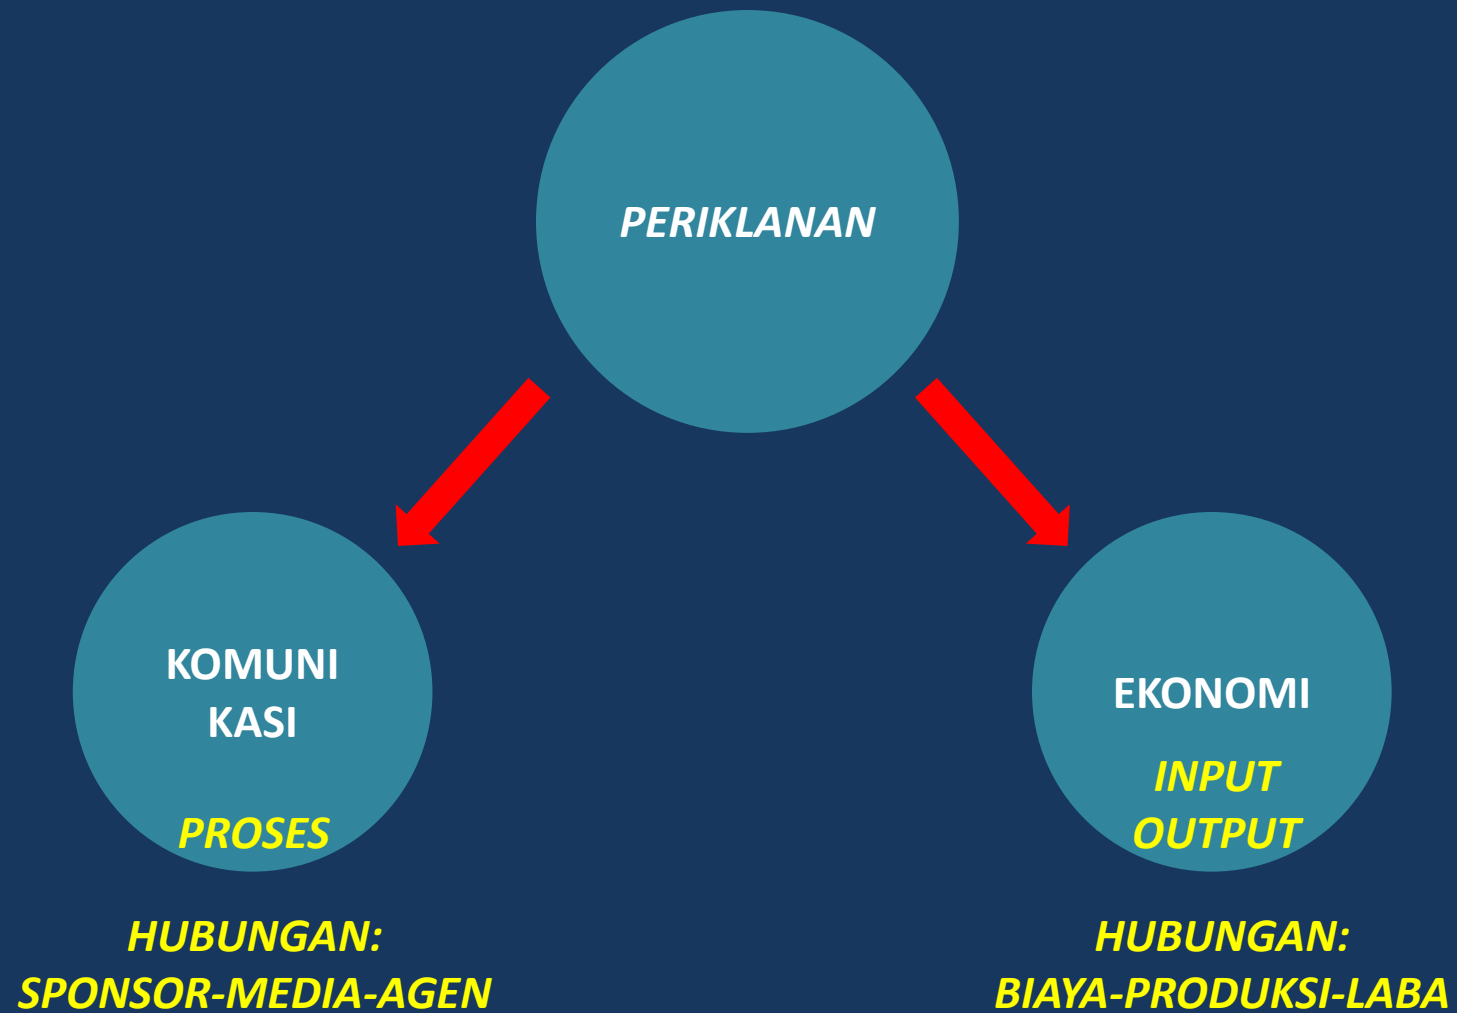 PERIKLANAN
KOMUNI
KASI
PROSES
HUBUNGAN:
SPONSOR-MEDIA-AGEN
EKONOMI
INPUT
OUTPUT
HUBUNGAN:
BIAYA-PRODUKSI-LABA